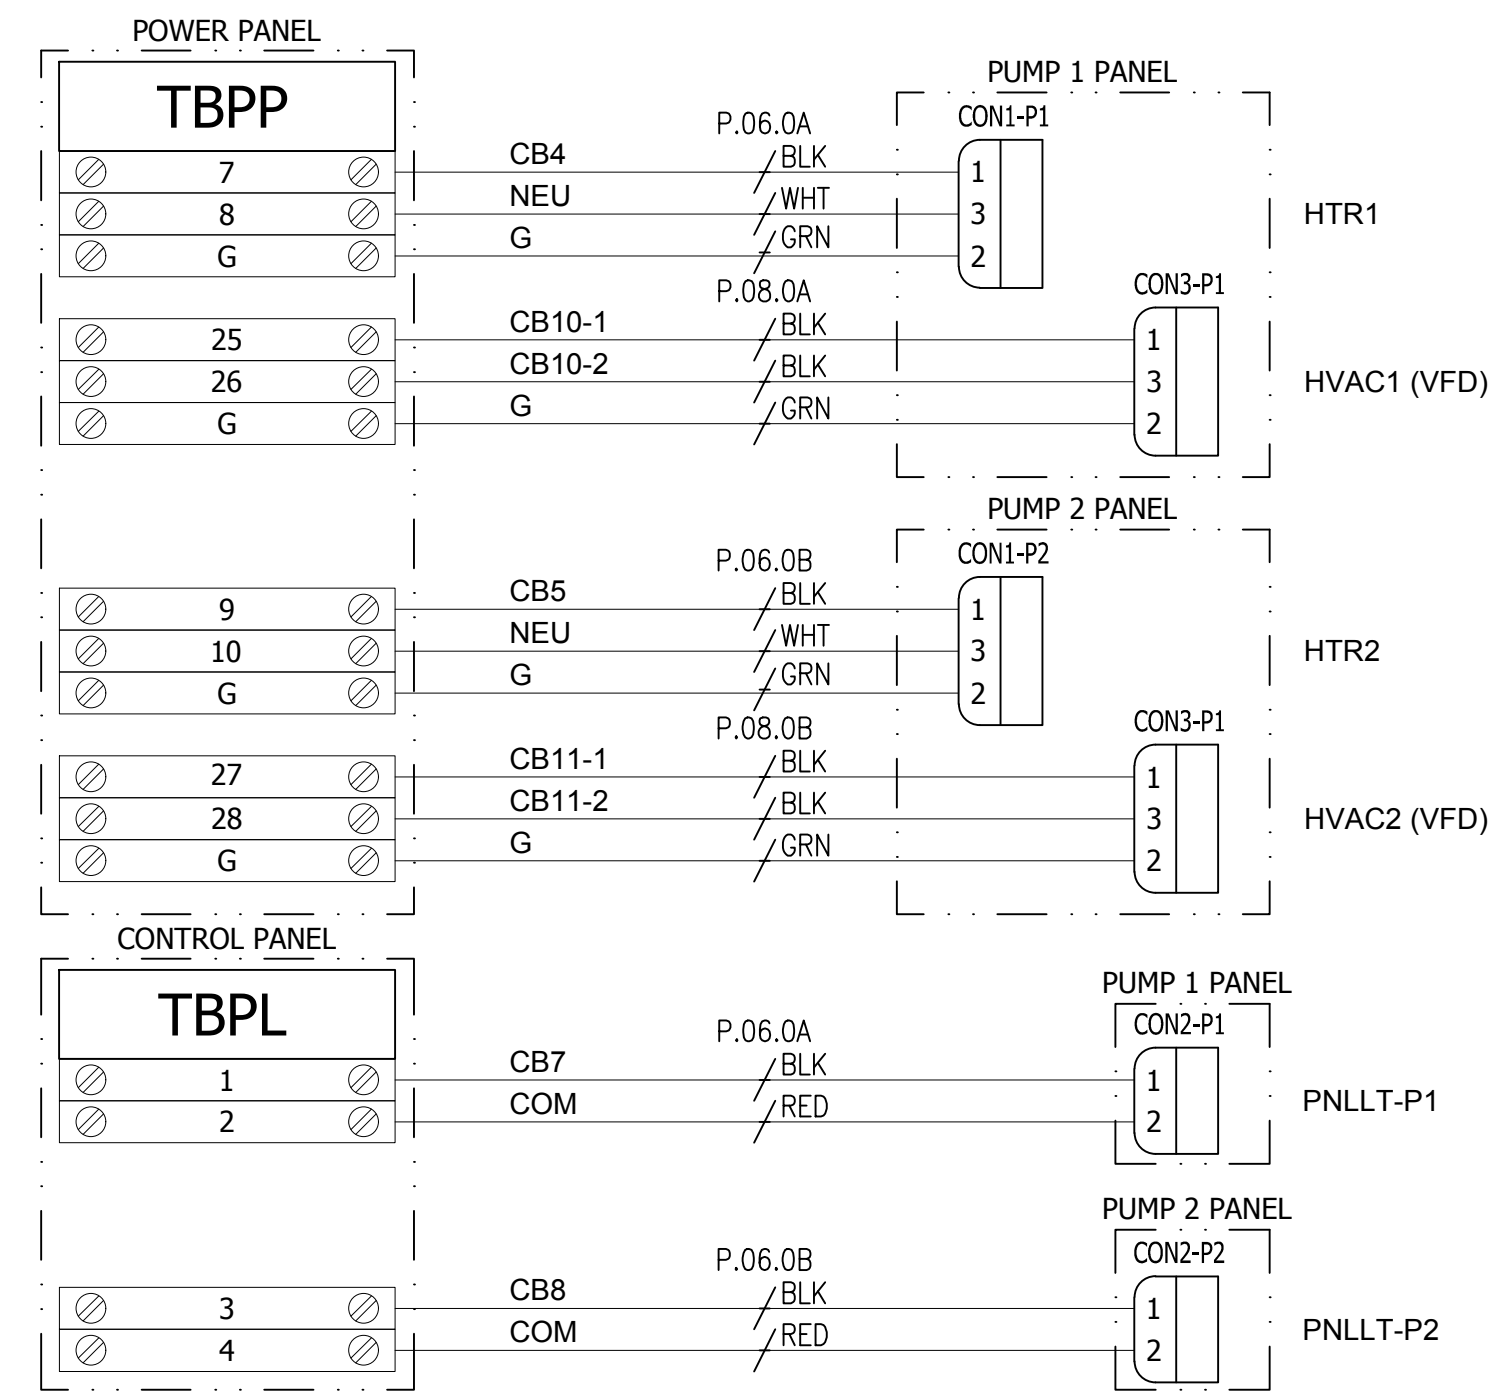 POWER PANEL
PUMP 1 PANEL
TBPP
P.06.0A
CON1-P1
7 CB4 BLK 1
8 NEU WHT 3 HTR1
G G GRN 2
P.08.0A
CON3-P1
25 CB10-1 BLK 1
26 CB10-2 BLK 3 HVAC1 (VFD)
G G GRN 2
PUMP 2 PANEL
P.06.0B
CON1-P2
9 CB5 BLK 1
10 NEU WHT 3 HTR2
G G GRN 2
P.08.0B
CON3-P1
27 CB11-1 BLK 1
28 CB11-2 BLK 3 HVAC2 (VFD)
G G GRN 2
CONTROL PANEL
PUMP 1 PANEL
TBPL
P.06.0A
CON2-P1
1 CB7 BLK 1
2 COM RED 2
PNLLT-P1
PUMP 2 PANEL
P.06.0B
CON2-P2
3 CB8 BLK 1
4 COM RED 2
PNLLT-P2